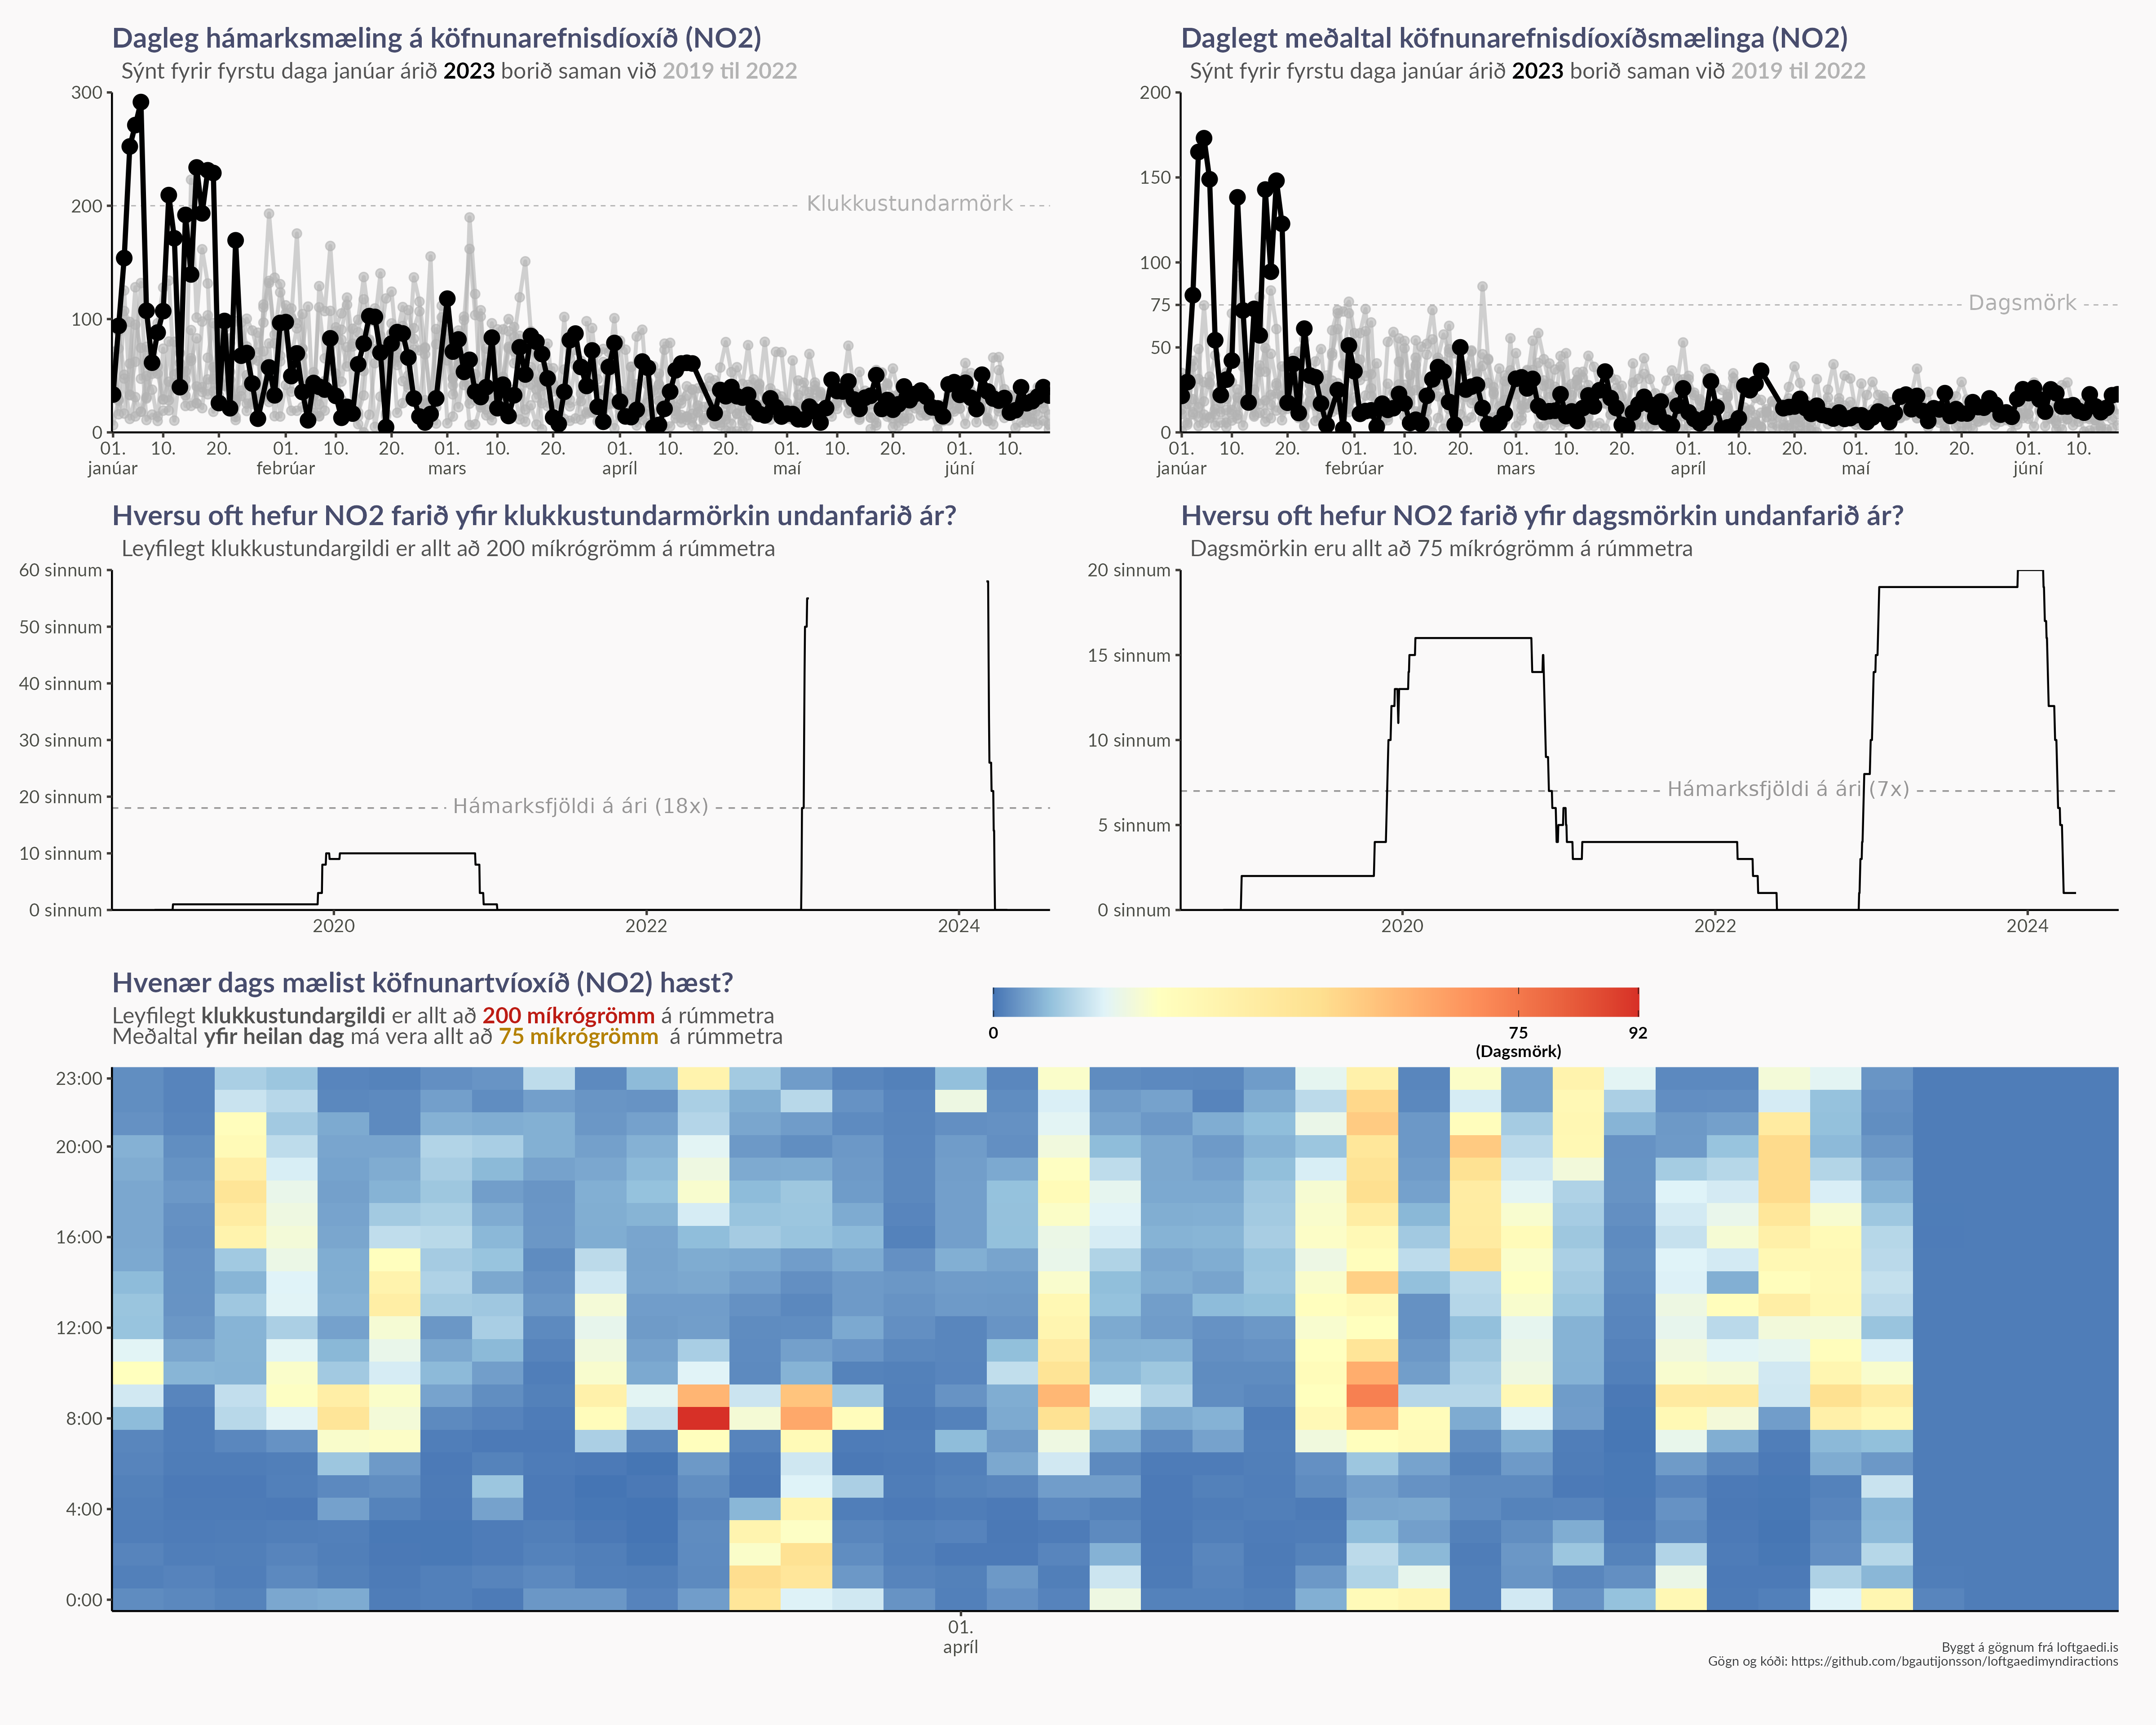 Dagleg hámarksmæling á köfnunarefnisdíoxíð (NO2)
Sýnt fyrir fyrstu daga janúar árið 2023 borið saman við 2019 til 2022
300
200
100
0
Klukkustundarmörk
01. 10. 20. 01. 10. 20. 01. 10. 20. 01. 10. 20. 01. 10. 20. 01. 10.
janúar febrúar mars apríl maí júní
Daglegt meðaltal köfnunarefnisdíoxíðsmælinga (NO2)
Sýnt fyrir fyrstu daga janúar árið 2023 borið saman við 2019 til 2022
200
150
100
75
50
0
Dagsmörk
01. 10. 20. 01. 10. 20. 01. 10. 20. 01. 10. 20. 01. 10. 20. 01. 10.
janúar febrúar mars apríl maí júní
Hversu oft hefur NO2 farið yfir klukkustundarmörkin undanfarið ár?
Leyfilegt klukkustundargildi er allt að 200 míkrógrömm á rúmmetra
60 sinnum
50 sinnum
40 sinnum
30 sinnum
20 sinnum
10 sinnum
0 sinnum
Hámarksfjöldi á ári (18x)
2020 2022 2024
Hversu oft hefur NO2 farið yfir dagsmörkin undanfarið ár?
Dagsmörkin eru allt að 75 míkrógrömm á rúmmetra
20 sinnum
15 sinnum
10 sinnum
5 sinnum
0 sinnum
Hámarksfjöldi á ári (7x)
2020 2022 2024
Hvenær dags mælist köfnunartvíoxíð (NO2) hæst?
Leyfilegt klukkustundargildi er allt að 200 míkrógrömm á rúmmetra
Meðaltal yfir heilan dag má vera allt að 75 míkrógrömm á rúmmetra
0 75 92
(Dagsmörk)
23:00
20:00
16:00
12:00
8:00
4:00
0:00
01.
apríl
Byggt á gögnum frá loftgaedi.is
Gögn og kóði: https://github.com/bgautijonsson/loftgaedimyndiractions